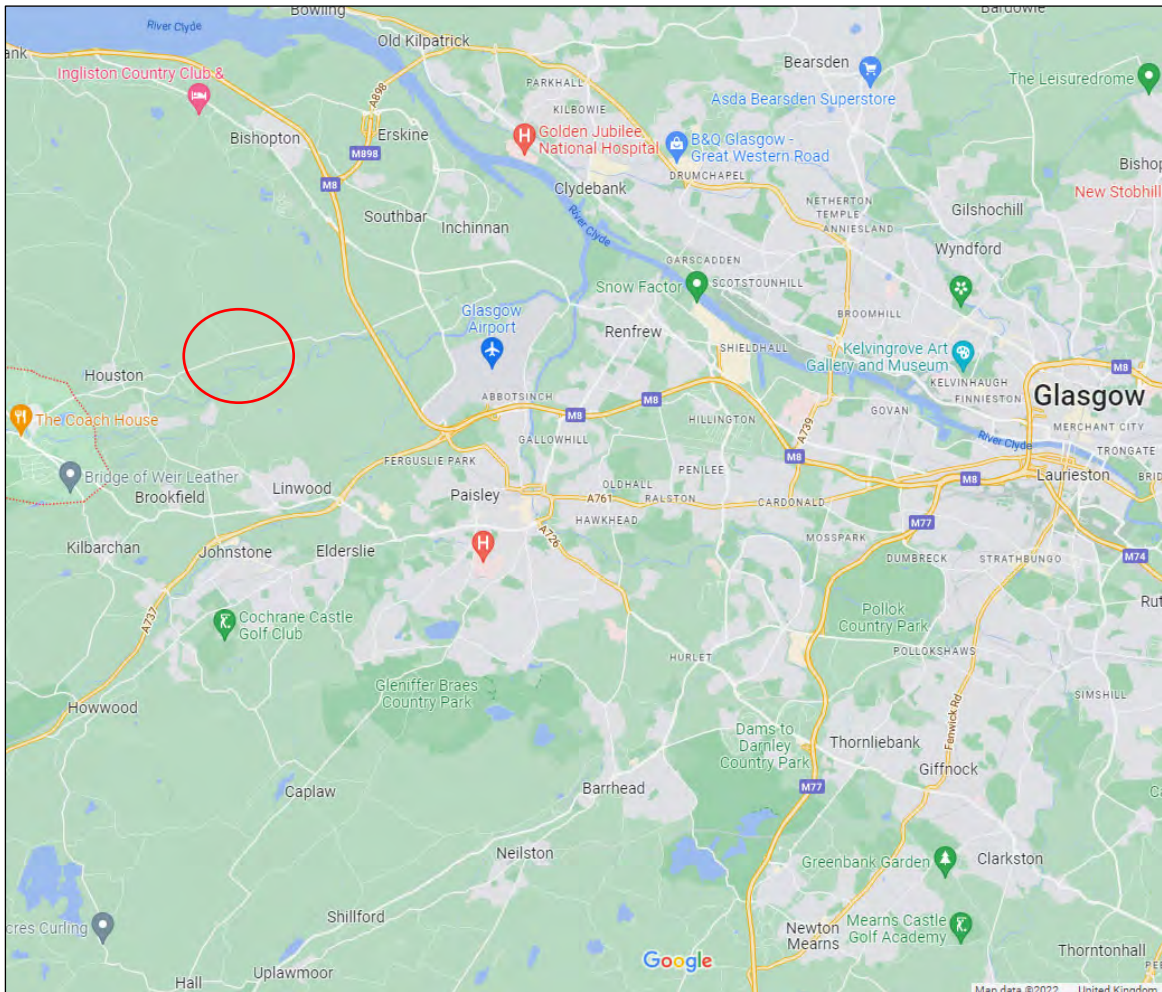 Bowling
Bardowie
River Clyde
Old Kilpatrick
ank
Bearsden
Ingliston Country Club &
PARKHALL
The Leisuredrome
A898
KILBOWIE
Asda Bearsden Superstore
Erskine
Golden Jubilee
National Hospital
B&Q Glasgow -
Great Western Road
Bishopton
M898
DRUMCHAPEL
Bishop
M8
Clydebank
New Stobhill
NETHERTON
TEMPLE
Gilshochill
Southbar
River Clyde
ANNIESLAND
Inchinnan
Wyndford
GARSCADDEN
Snow Factor
SCOTSTOUNHILL
Glasgow
Airport
BROOMHILL
Renfrew
SHIELDHALL
Kelvingrove Art
Gallery and Museum
M8
Houston
KELVINHAUGH
FINNIESTON
Glasgow
ABBOTSINCH
M8
M8
The Coach House
HILLINGTON
GOVAN
MERCHANT CITY
GALLOWHILL
A739
River Clyde
TRONGATE
FERGUSLIE PARK
M8
PENILEE
Bridge of Weir Leather
Linwood
OLDHALL
M8
Laurieston
BRID
Brookfield
Paisley
A761
RALSTON
CARDONALD
HAWKHEAD
M77
Kilbarchan
Johnstone
Elderslie
A726
MOSSPARK
M74
DUMBRECK
STRATHBUNGO
Rut
A737
Cochrane Castle
Golf Club
Pollok
Country Park
HURLET
POLLOKSHAWS
Gleniffer Braes
Country Park
SIMSHILL
Howwood
Fenwick Rd
Dams to
Darnley
Country Park
Thornliebank
Giffnock
Caplaw
Barrhead
M77
Neilston
Greenbank Garden
Clarkston
Shillford
cres Curling
Newton
Mearns
Mearns Castle
Golf Academy
Thorntonhall
Google
Hall
Uplawmoor
Map data ©2022 United Kingdom